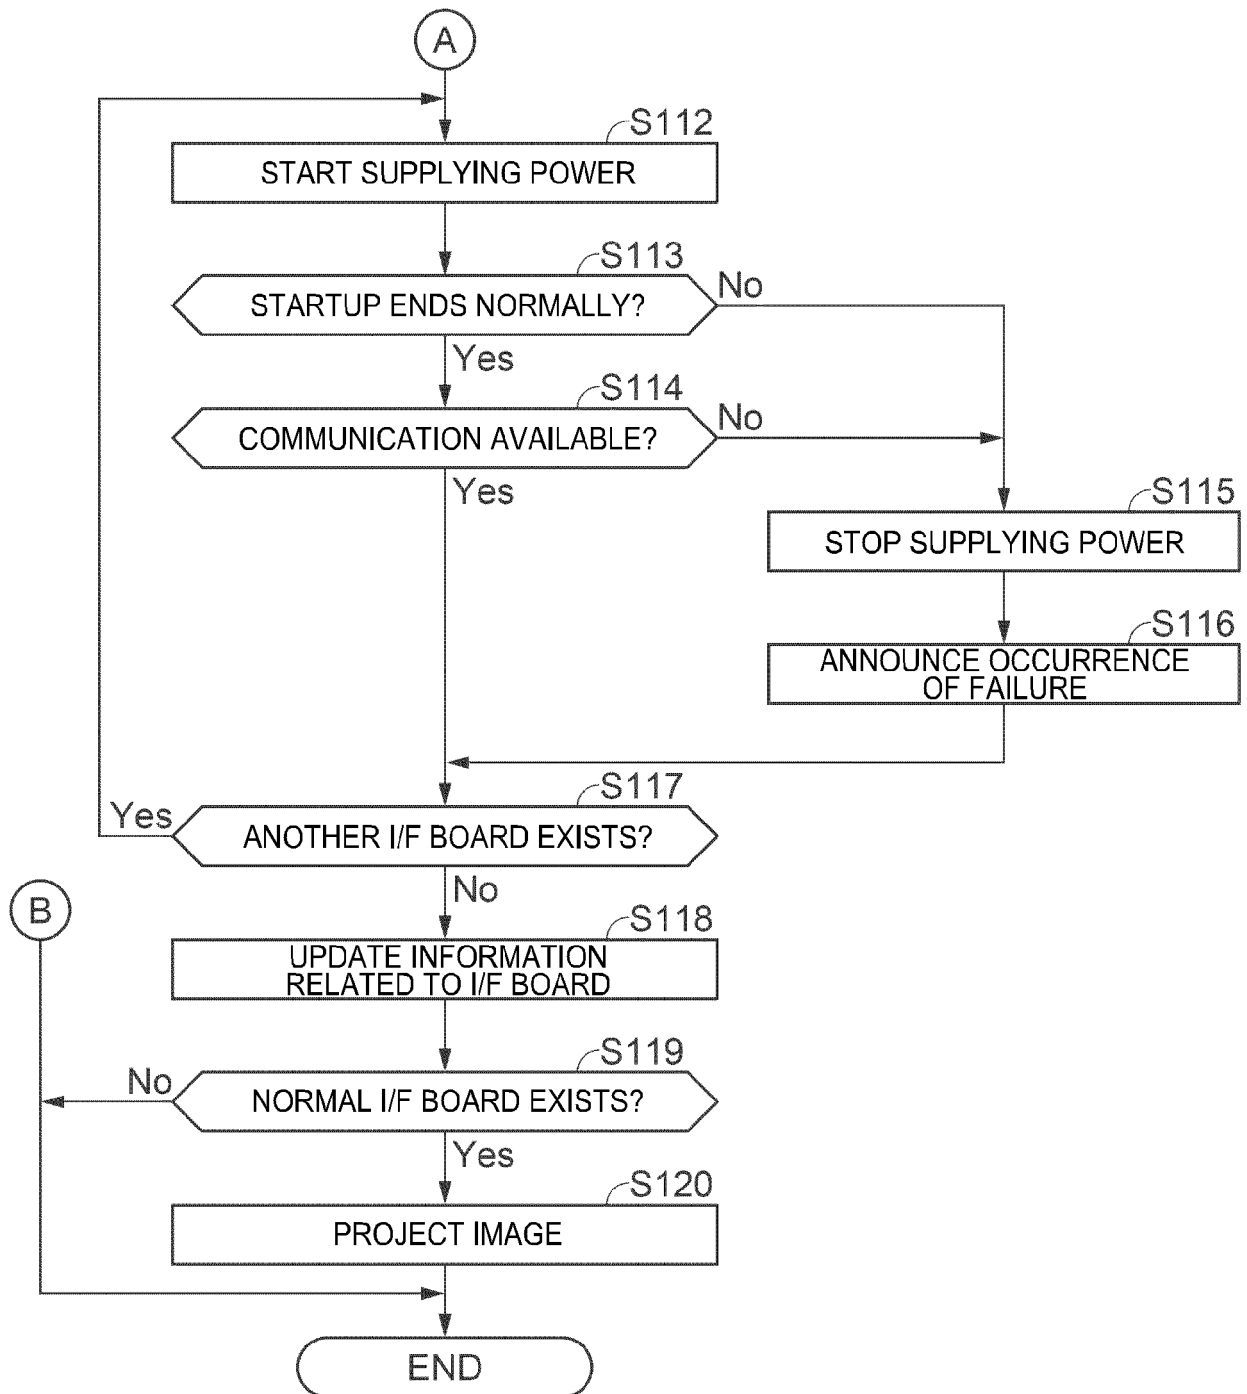 A
S112
START SUPPLYING POWER
S113
STARTUP ENDS NORMALLY?
No
Yes
S114
COMMUNICATION AVAILABLE?
No
Yes
S115
STOP SUPPLYING POWER
S116
ANNOUNCE OCCURRENCE
OF FAILURE
S117
Yes
ANOTHER I/F BOARD EXISTS?
No
B
S118
UPDATE INFORMATION
RELATED TO I/F BOARD
S119
No
NORMAL I/F BOARD EXISTS?
Yes
S120
PROJECT IMAGE
END